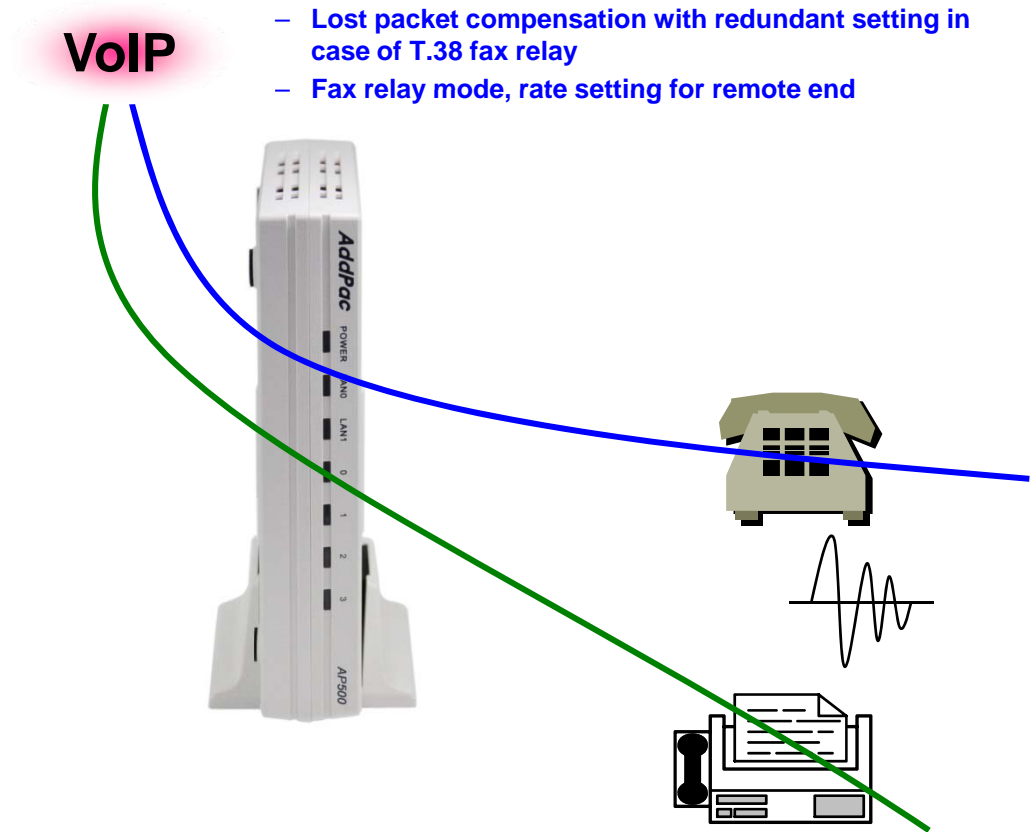 VoIP
– Lost packet compensation with redundant setting in
case of T.38 fax relay
– Fax relay mode, rate setting for remote end
AddPac
POWER
LAN1
0
1
2
3
AP500